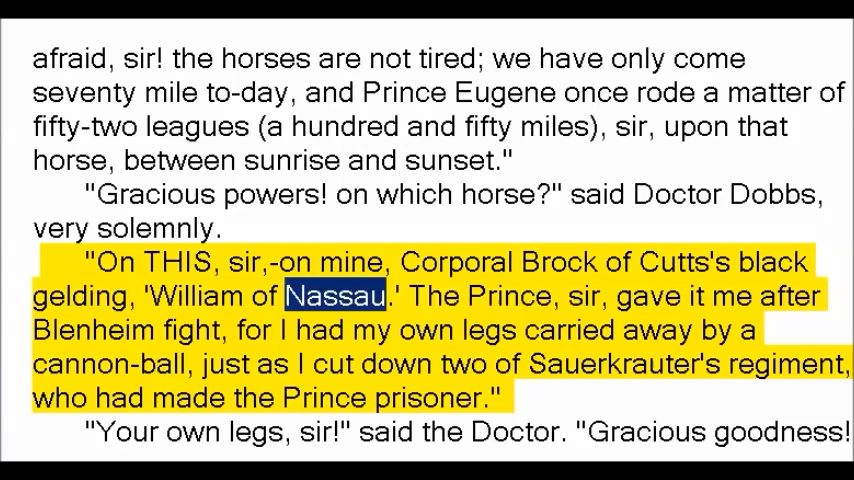 afraid, sir! the horses are not tired; we have only come
seventy mile to-day, and Prince Eugene once rode a matter of
fifty-two leagues (a hundred and fifty miles), sir, upon that
horse, between sunrise and sunset."
"Gracious powers! on which horse?" said Doctor Dobbs,
very solemnly.
"On THIS, sir,-on mine, Corporal Brock of Cutts's black
gelding, 'William of Nassau.' The Prince, sir, gave it me after
Blenheim fight, for I had my own legs carried away by a
cannon-ball, just as I cut down two of Sauerkrauter's regiment,
who had made the Prince prisoner."
"Your own legs, sir!" said the Doctor. "Gracious goodness!